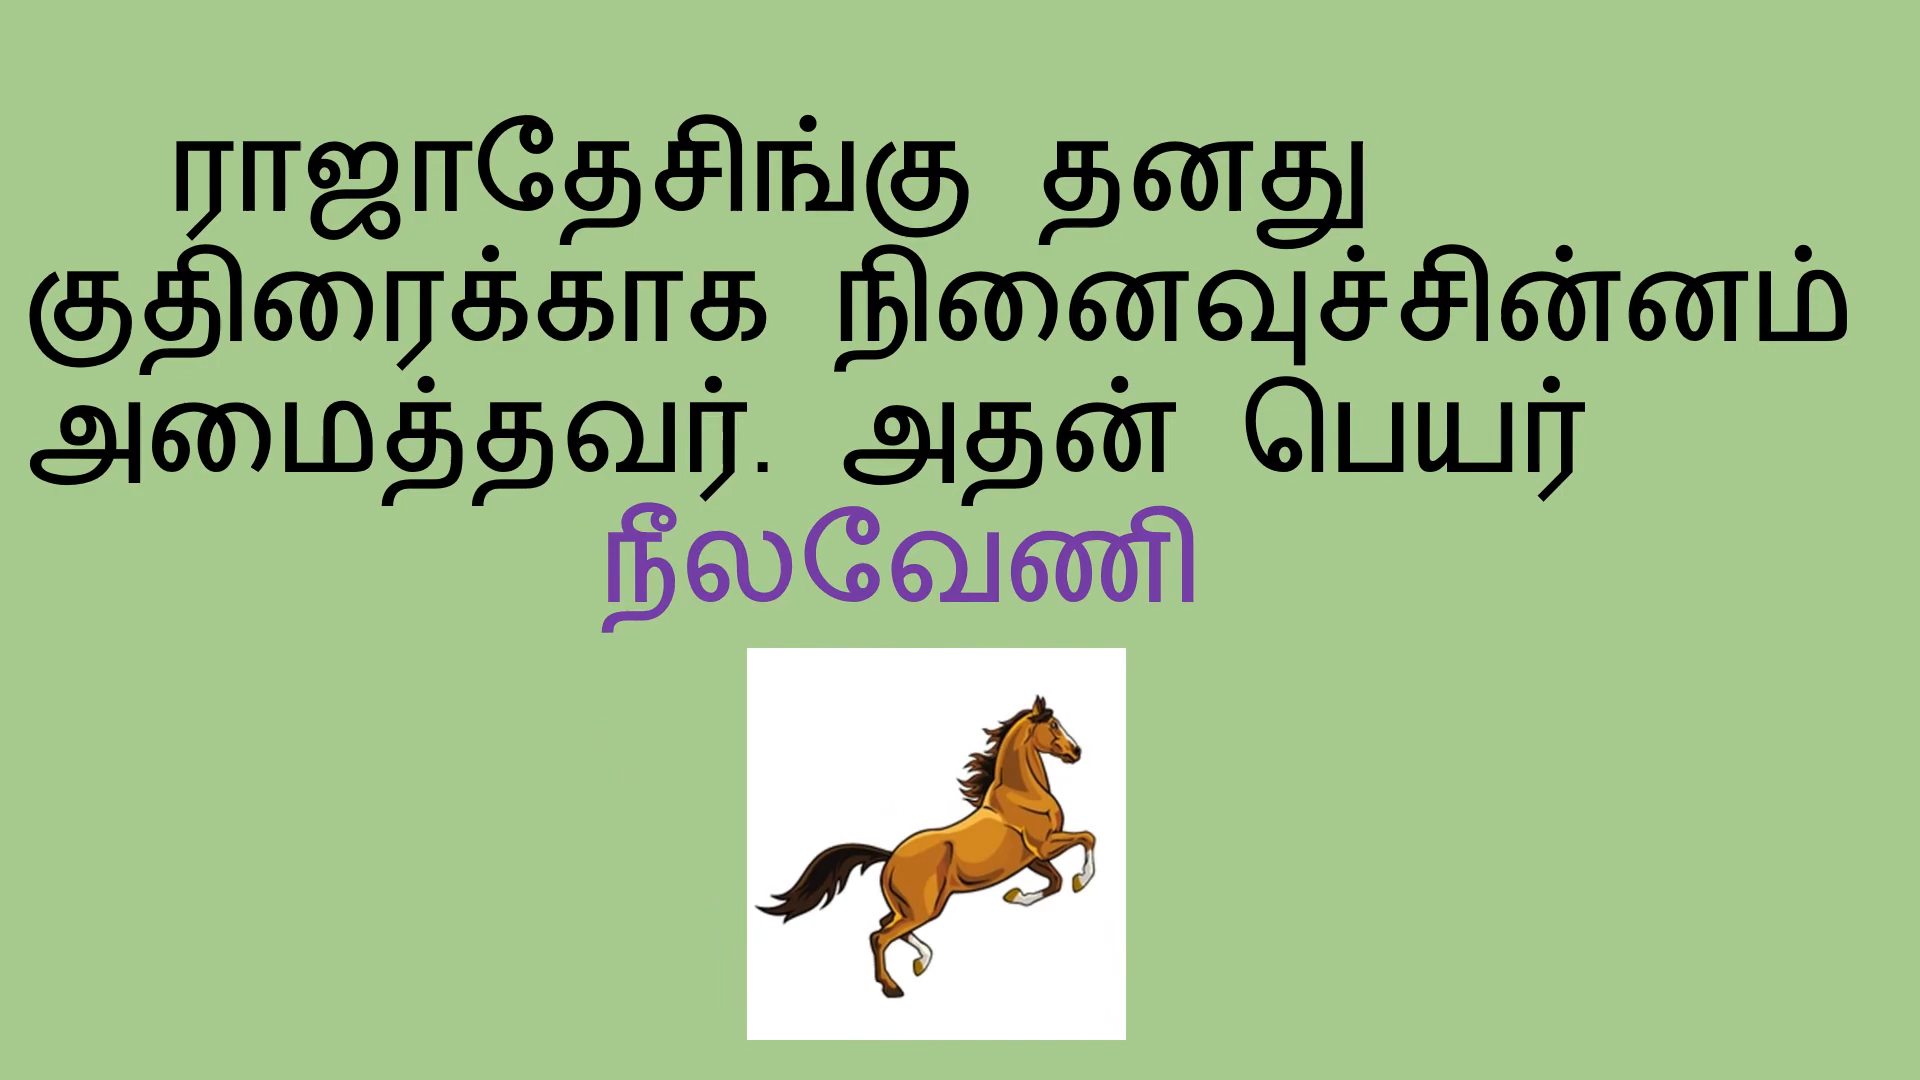 ராஜாதேசிங்கு தனது
குதிரைக்காக நினைவுச்சின்னம்
அமைத்தவர். அதன் பெயர்
நீலவேணி